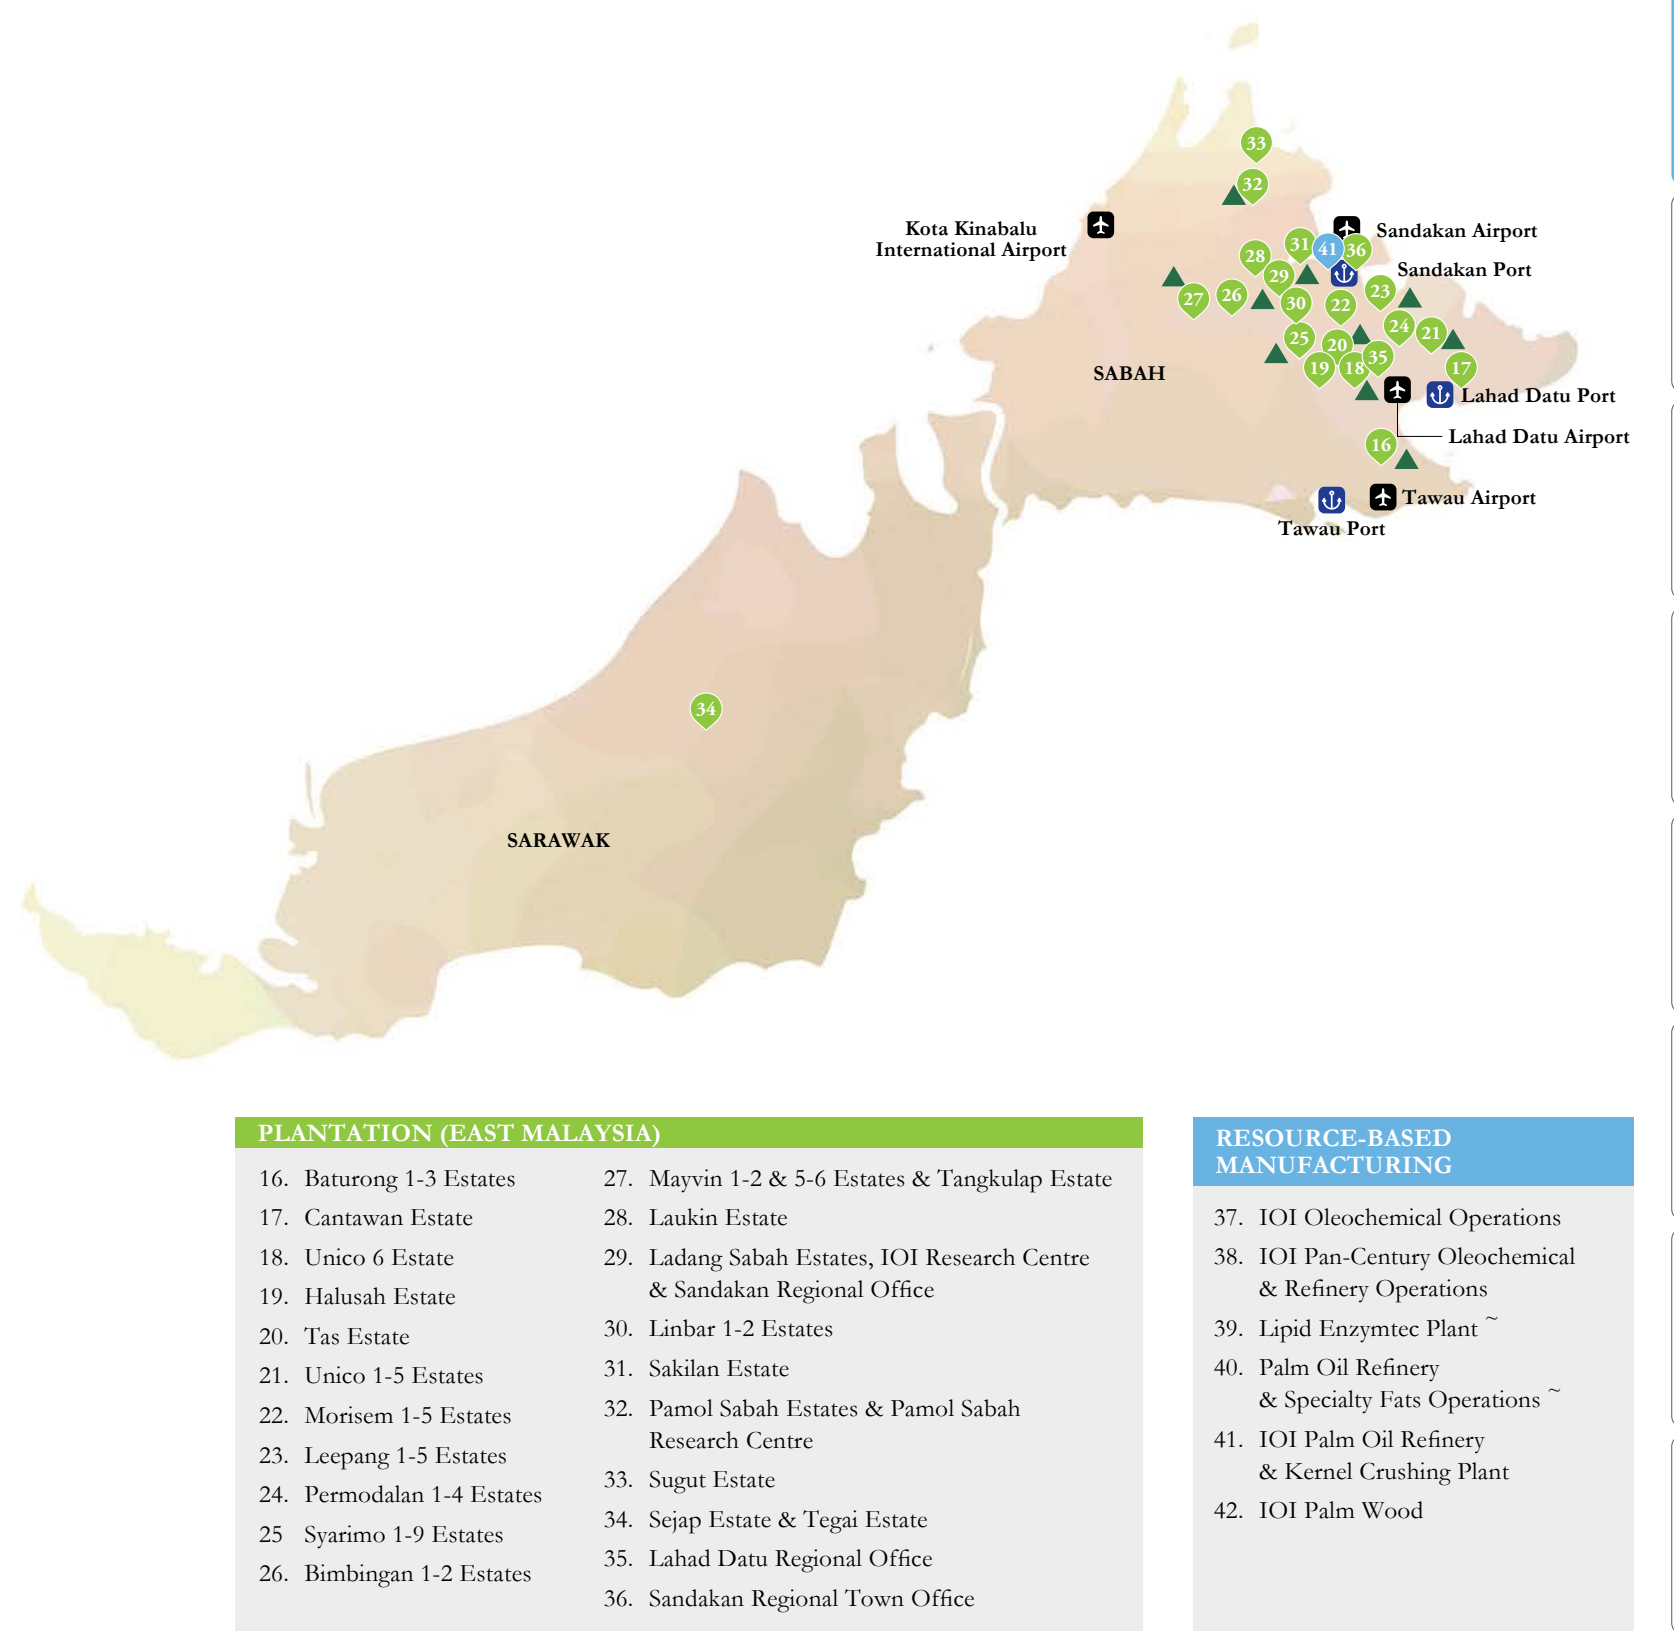 33
32
Kota Kinabalu
International Airport
Sandakan Airport
31
41
36
28
Sandakan Port
29
27
26
30
22
23
24
21
25
20
35
19
18
17
SABAH
Lahad Datu Port
Lahad Datu Airport
16
Tawau Airport
Tawau Port
34
SARAWAK
PLANTATION (EAST MALAYSIA)
16. Baturong 1-3 Estates
17. Cantawan Estate
18. Unico 6 Estate
19. Halusah Estate
20. Tas Estate
21. Unico 1-5 Estates
22. Morisem 1-5 Estates
23. Leepang 1-5 Estates
24. Permodalan 1-4 Estates
25 Syarimo 1-9 Estates
26. Bimbingan 1-2 Estates
27. Mayvin 1-2 & 5-6 Estates & Tangkulap Estate
28. Laukin Estate
29. Ladang Sabah Estates, IOI Research Centre
& Sandakan Regional Office
30. Linbar 1-2 Estates
31. Sakilan Estate
32. Pamol Sabah Estates & Pamol Sabah
Research Centre
33. Sugut Estate
34. Sejap Estate & Tegai Estate
35. Lahad Datu Regional Office
36. Sandakan Regional Town Office
RESOURCE-BASED
MANUFACTURING
37. IOI Oleochemical Operations
38. IOI Pan-Century Oleochemical
& Refinery Operations
39. Lipid Enzymtec Plant ~
40. Palm Oil Refinery
& Specialty Fats Operations ~
41. IOI Palm Oil Refinery
& Kernel Crushing Plant
42. IOI Palm Wood